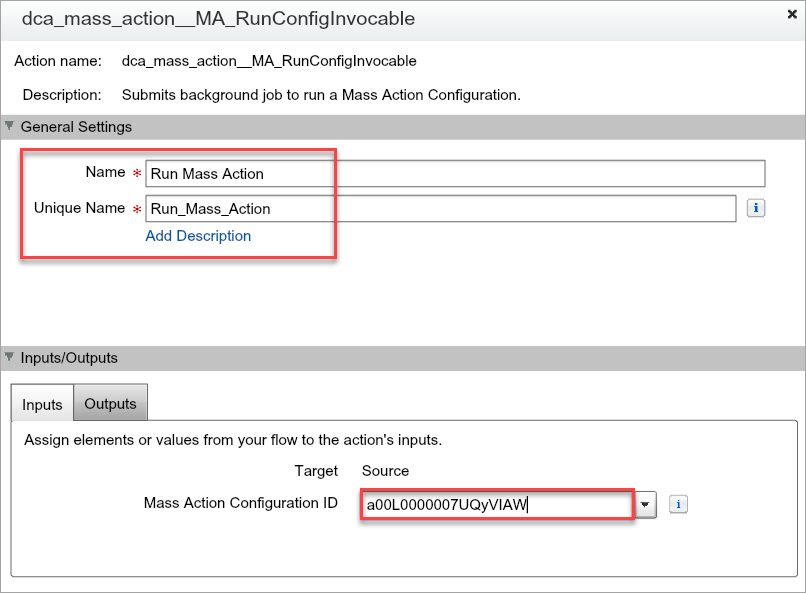 dca_mass_action__MA_RunConfigInvocable
Action name: dca_mass_action__MA_RunConfigInvocable
Description: Submits background job to run a Mass Action Configuration.
General Settings
Name * Run Mass Action
Unique Name * Run_Mass_Action
Add Description
Inputs/Outputs
Inputs Outputs
Assign elements or values from your flow to the action's inputs.
Target Source
Mass Action Configuration ID a00L0000007UQyVIAW